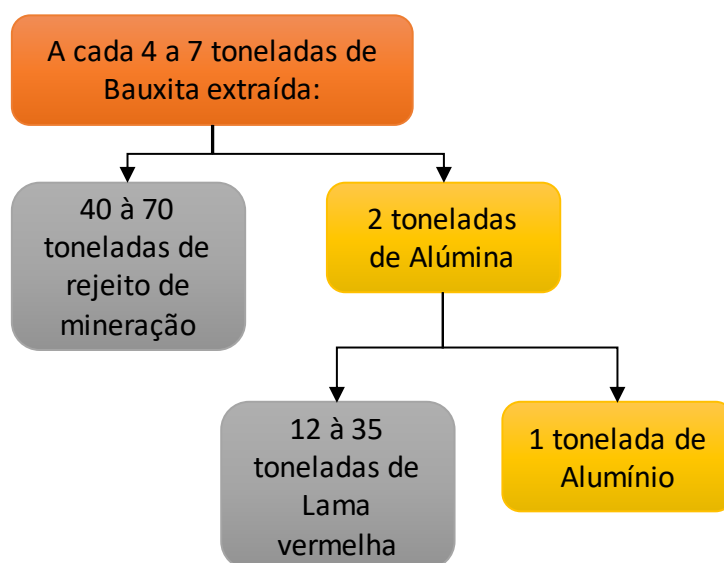 A cada 4 a 7 toneladas de
Bauxita extraída:
40 à 70
toneladas de
rejeito de
mineração
2 toneladas
de Alúmina
12 à 35
toneladas de
Lama
vermelha
1 tonelada de
Alumínio